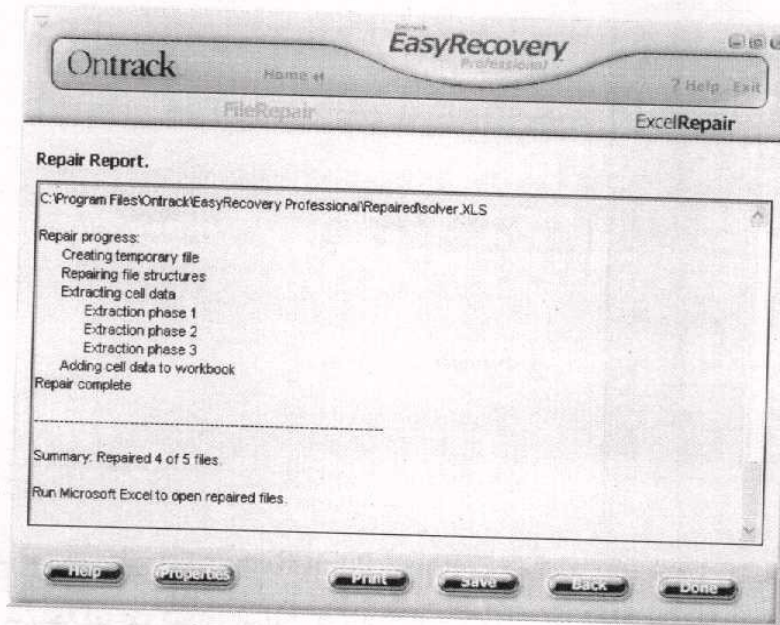 Ontrack
EasyRecovery
Professional
Home
? Help Exit
FileRepair
ExcelRepair
Repair Report.
C:\Program Files\Ontrack\EasyRecovery Professional\Repaired\solver.XLS
Repair progress:
Creating temporary file
Repairing file structures
Extracting cell data
Extraction phase 1
Extraction phase 2
Extraction phase 3
Adding cell data to workbook
Repair complete
--------------------------------------------------------------------------------
Summary: Repaired 4 of 5 files.
Run Microsoft Excel to open repaired files.
Help Properties Print Save Back Done